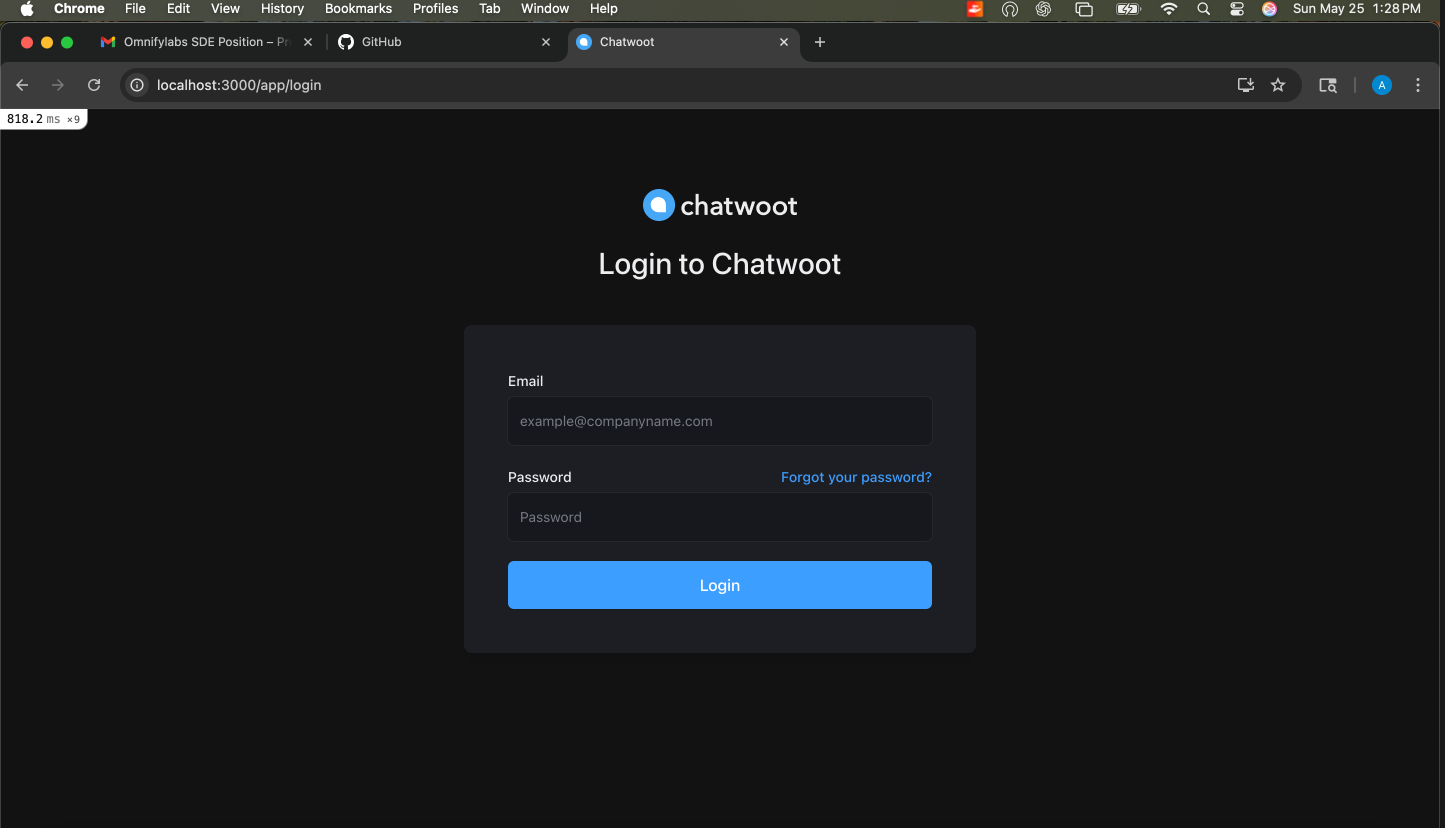 Chrome File Edit View History Bookmarks Profiles Tab Window Help Sun May 25 1:28 PM
Omnifylabs SDE Position – Pr GitHub Chatwoot
localhost:3000/app/login A
818.2 ms ×9
chatwoot
Login to Chatwoot
Email
example@companyname.com
Password Forgot your password?
Password
Login